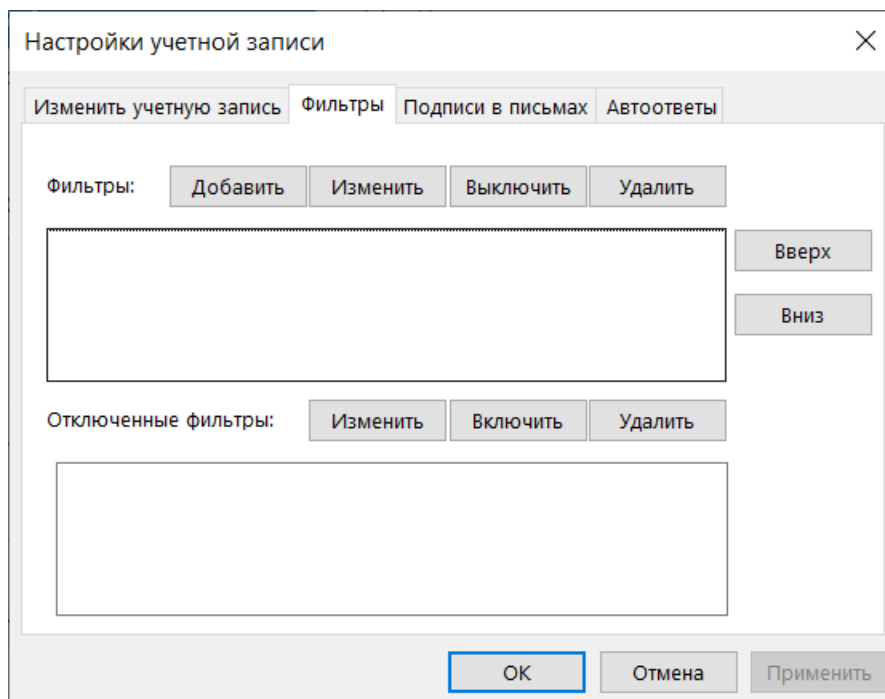 Настройки учетной записи
Изменить учетную запись Фильтры Подписи в письмах Автоответы
Фильтры: Добавить Изменить Выключить Удалить
Вверх
Вниз
Отключенные фильтры: Изменить Включить Удалить
ОК Отмена Применить